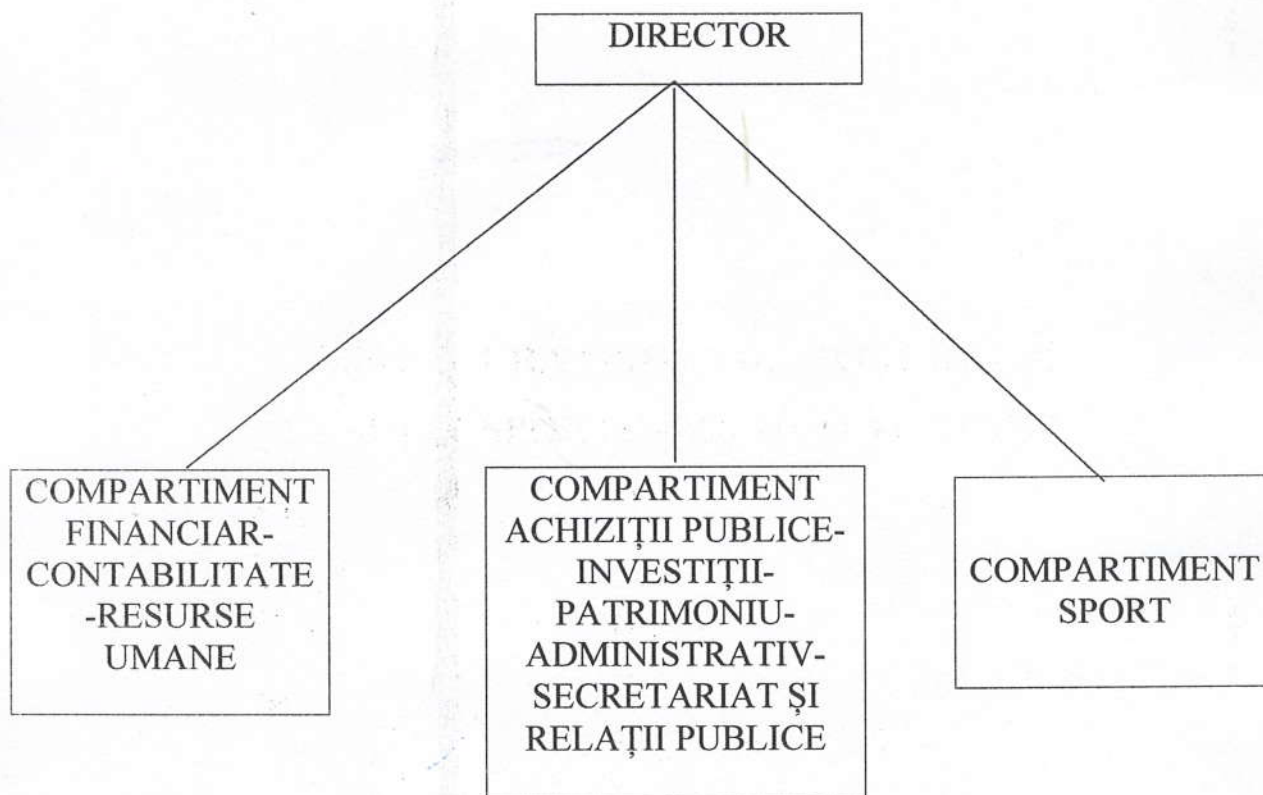 DIRECTOR
COMPARTIMENT
FINANCIAR-
CONTABILITATE
-RESURSE
UMANE
COMPARTIMENT
ACHIZIȚII PUBLICE-
INVESTIȚII-
PATRIMONIU-
ADMINISTRATIV-
SECRETARIAT ȘI
RELAȚII PUBLICE
COMPARTIMENT
SPORT